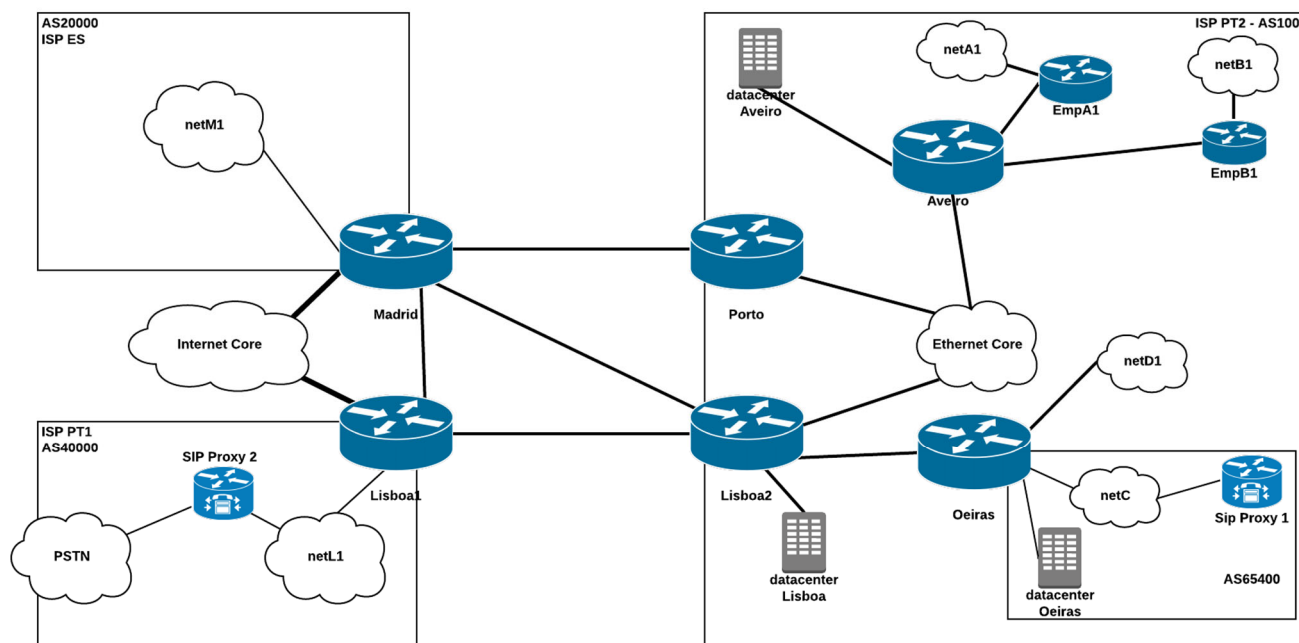 AS20000
ISP ES
ISP PT2 - AS100
netA1
netB1
datacenter
Aveiro
EmpA1
netM1
EmpB1
Aveiro
Madrid
Porto
Internet Core
Ethernet Core
netD1
ISP PT1
AS40000
SIP Proxy 2
Lisboa1
Lisboa2
Oeiras
netC
Sip Proxy 1
PSTN
netL1
datacenter
Lisboa
datacenter
Oeiras
AS65400